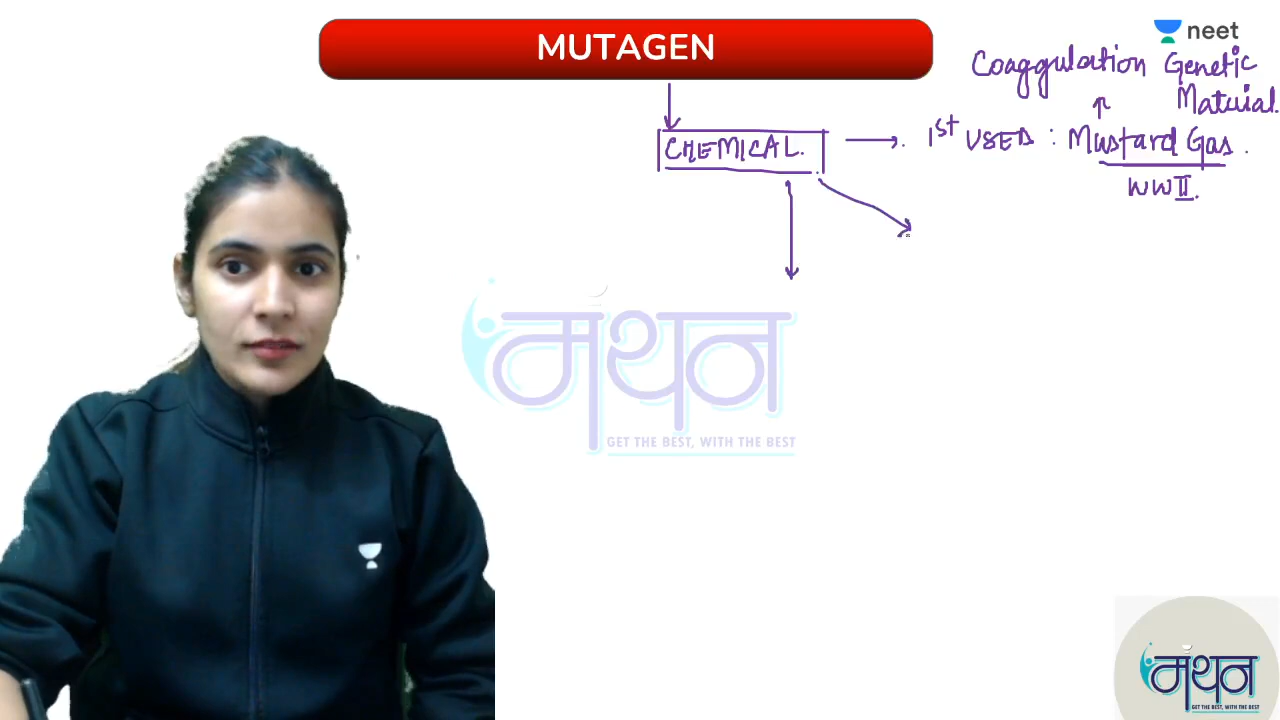 MUTAGEN
neet
Coaggulation Genetic
Material.
CHEMICAL.
1st USED : Mustard Gas.
WWII.
मंथन
GET THE BEST, WITH THE BEST
मंथन
GET THE BEST, WITH THE BEST